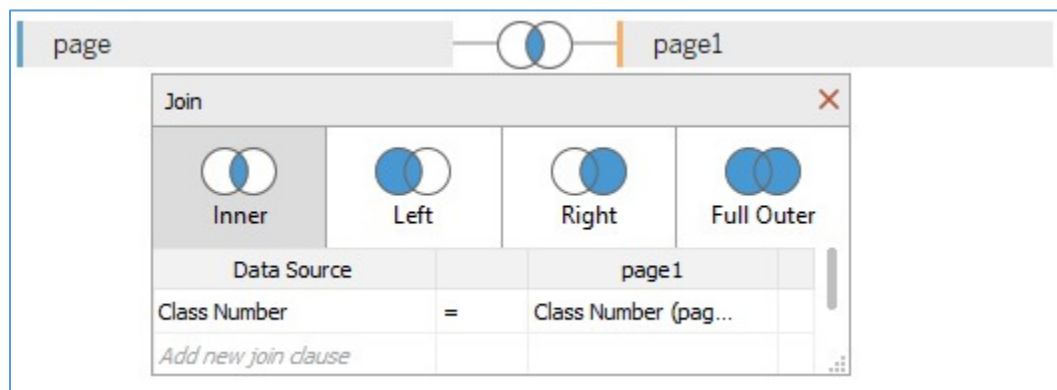 page page1
Join
Inner Left Right Full Outer
Data Source page1
Class Number = Class Number (pag...
Add new join clause